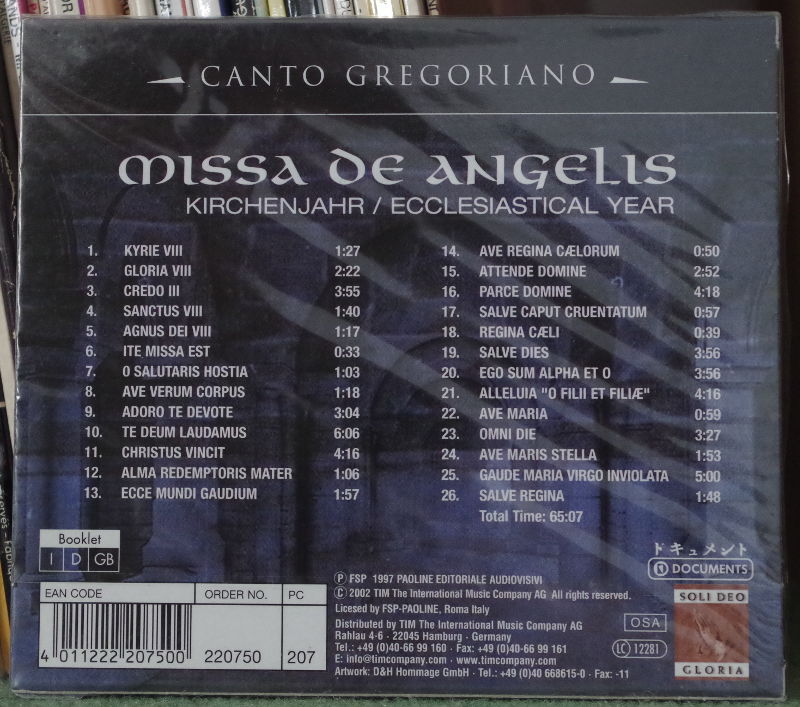 CANTO GREGORIANO
MISSA DE ANGELIS
KIRCHENJAHR / ECCLESIASTICAL YEAR
1. KYRIE VIII 1:27
2. GLORIA VIII 2:22
3. CREDO III 3:55
4. SANCTUS VIII 1:40
5. AGNUS DEI VIII 1:17
6. ITE MISSA EST 0:33
7. O SALUTARIS HOSTIA 1:03
8. AVE VERUM CORPUS 1:18
9. ADORO TE DEVOTE 3:04
10. TE DEUM LAUDAMUS 6:06
11. CHRISTUS VINCIT 4:16
12. ALMA REDEMPTORIS MATER 1:06
13. ECCE MUNDI GAUDIUM 1:57
14. AVE REGINA CÆLORUM 0:50
15. ATTENDE DOMINE 2:52
16. PARCE DOMINE 4:18
17. SALVE CAPUT CRUENTATUM 0:57
18. REGINA CÆLI 0:39
19. SALVE DIES 3:56
20. EGO SUM ALPHA ET O 3:56
21. ALLELUIA "O FILII ET FILIÆ" 4:16
22. AVE MARIA 0:59
23. OMNI DIE 3:27
24. AVE MARIS STELLA 1:53
25. GAUDE MARIA VIRGO INVIOLATA 5:00
26. SALVE REGINA 1:48
Total Time: 65:07
Booklet
I D GB
EAN CODE ORDER NO. PC
4 011222 207500 220750 207
Ⓟ FSP 1997 PAOLINE EDITORIALE AUDIOVISIVI
© 2002 TIM The International Music Company AG All rights reserved.
Licesed by FSP-PAOLINE, Roma Italy
Distributed by TIM The International Music Company AG
Rahlau 4-6 · 22045 Hamburg · Germany
Tel.: +49 (0)40-66 99 160 · Fax: +49 (0)40-66 99 161
E: info@timcompany.com · www.timcompany.com
Artwork: D&H Hommage GmbH · Tel.: +49 (0)40 668615-0 · Fax: -11
ドキュメント
DOCUMENTS
OSA
LC 12281
SOLI DEO
GLORIA